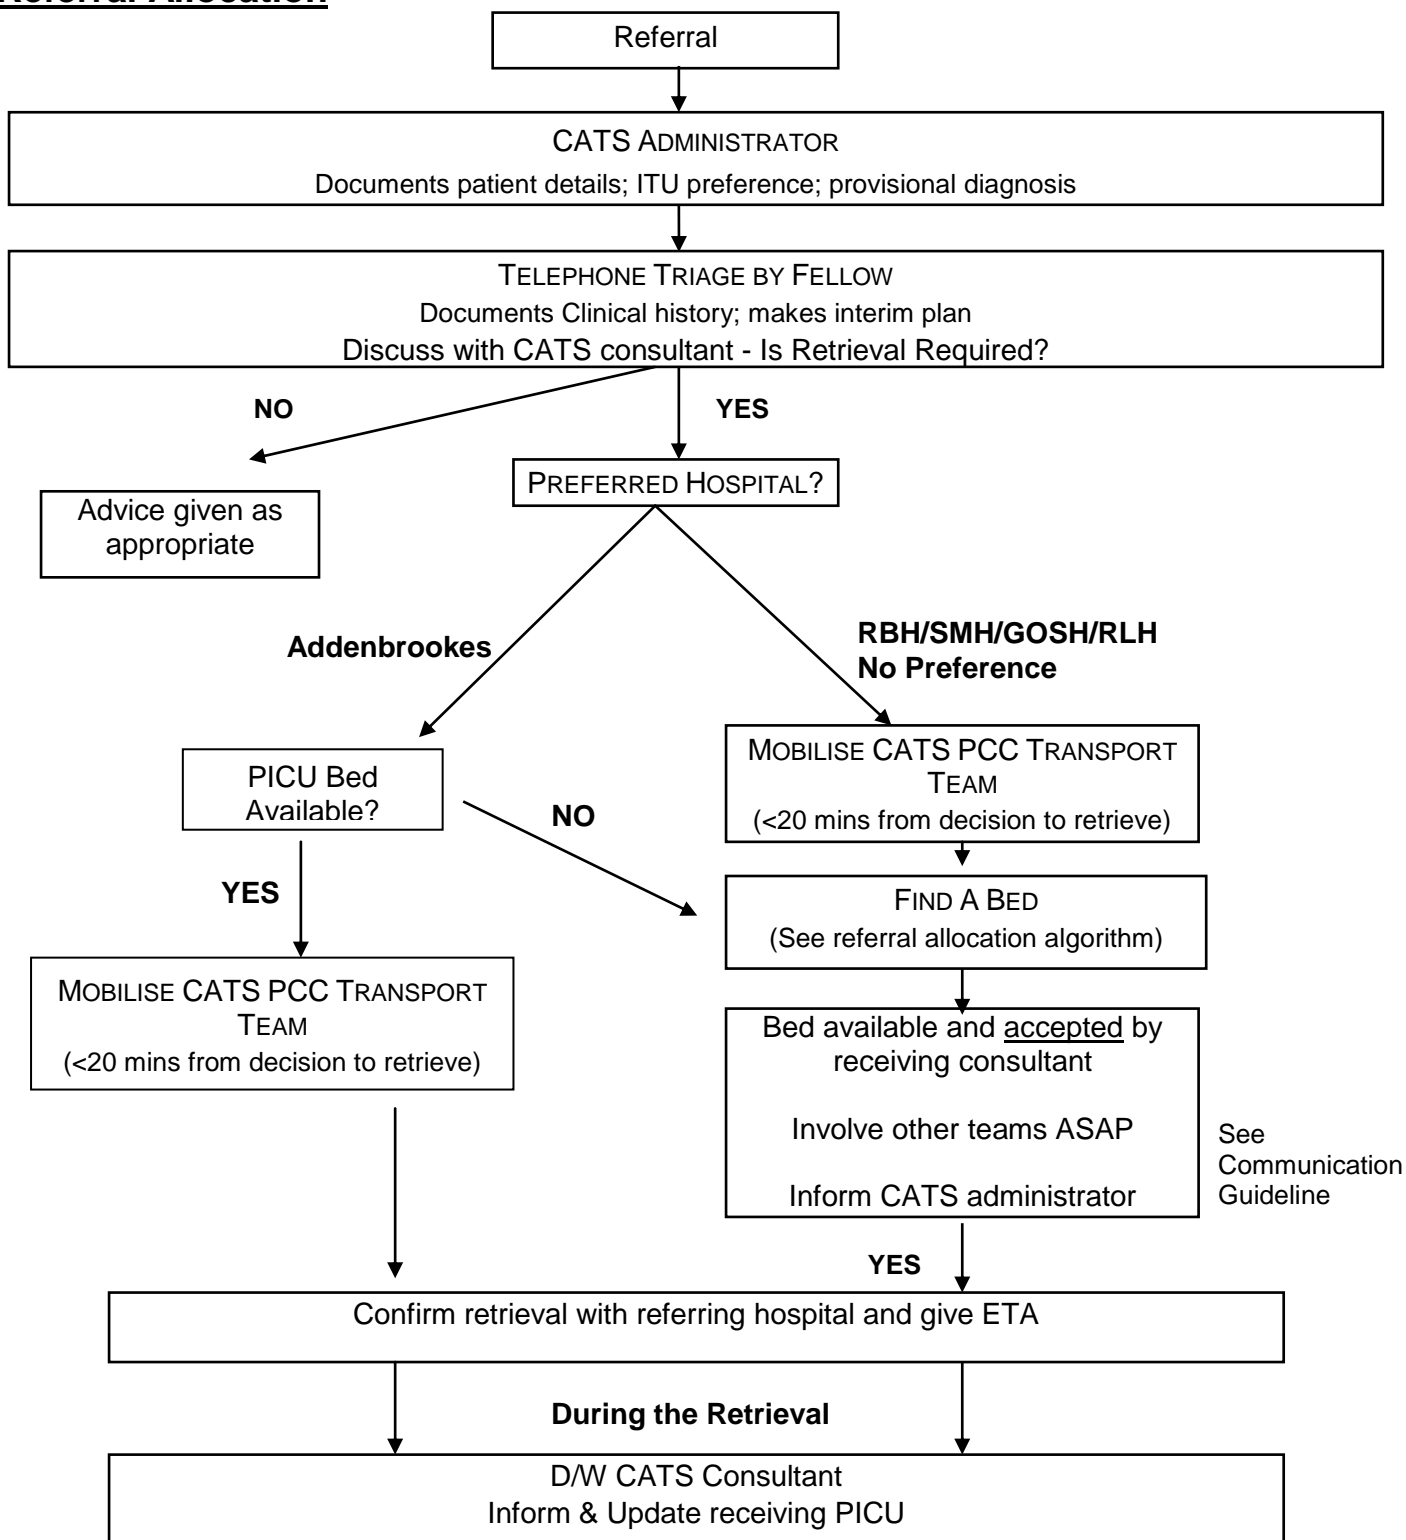 Referral Allocation
Referral
CATS ADMINISTRATOR
Documents patient details; ITU preference; provisional diagnosis
TELEPHONE TRIAGE BY FELLOW
Documents Clinical history; makes interim plan
Discuss with CATS consultant - Is Retrieval Required?
NO
YES
PREFERRED HOSPITAL?
Advice given as
appropriate
Addenbrookes
RBH/SMH/GOSH/RLH
No Preference
PICU Bed
Available?
NO
YES
MOBILISE CATS PCC TRANSPORT
TEAM
(<20 mins from decision to retrieve)
FIND A BED
(See referral allocation algorithm)
MOBILISE CATS PCC TRANSPORT
TEAM
(<20 mins from decision to retrieve)
Bed available and accepted by
receiving consultant
Involve other teams ASAP
Inform CATS administrator
See
Communication
Guideline
YES
Confirm retrieval with referring hospital and give ETA
During the Retrieval
D/W CATS Consultant
Inform & Update receiving PICU